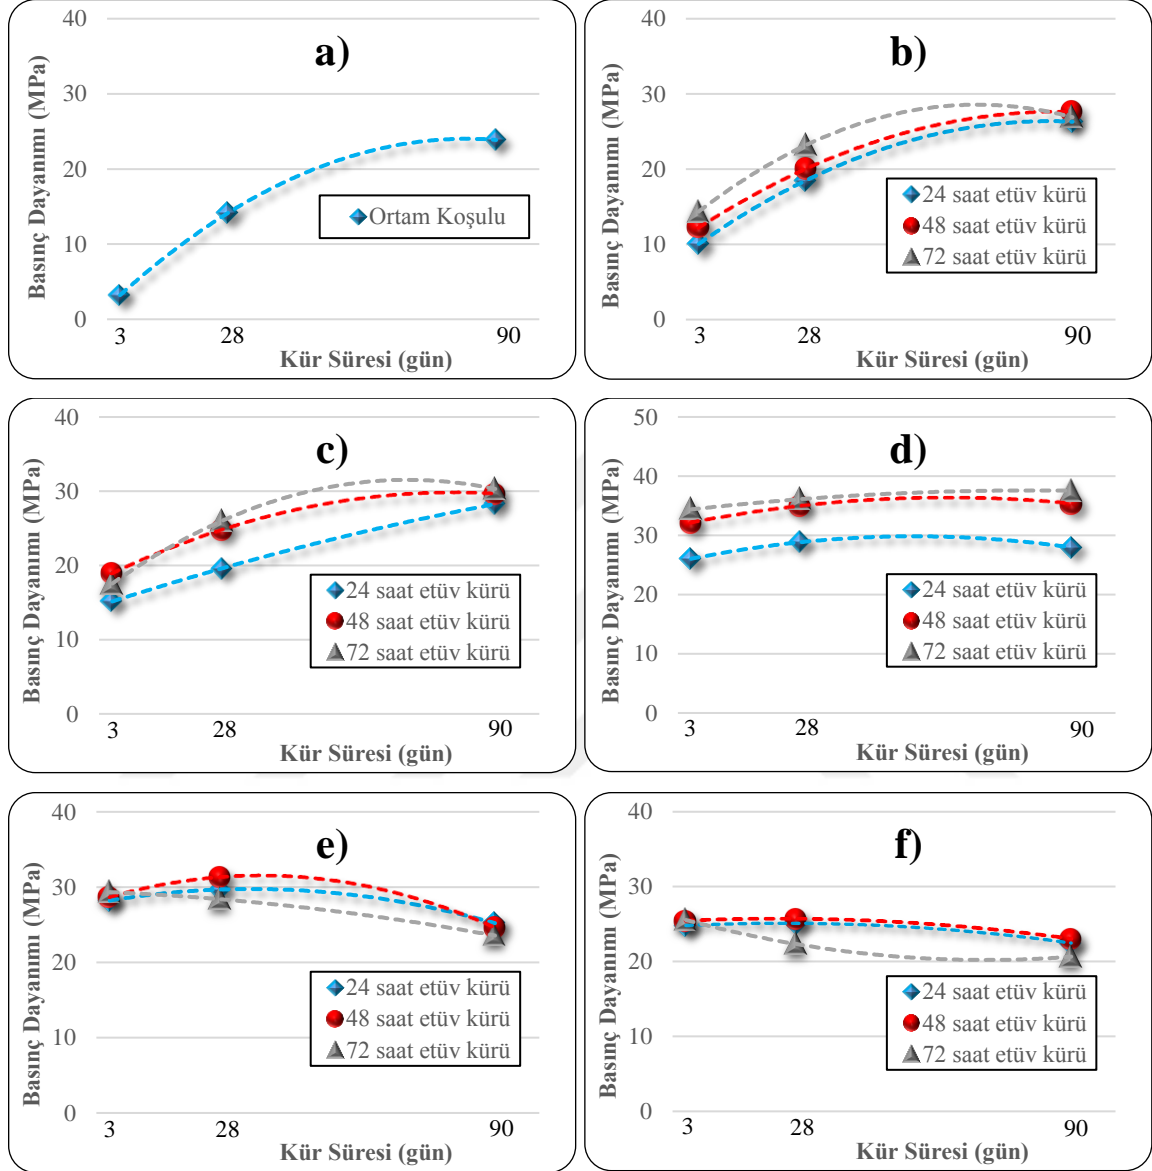 a)
Basınç Dayanımı (MPa)
40
30
20
10
0
3
28
90
Kür Süresi (gün)
Ortam Koşulu
b)
Basınç Dayanımı (MPa)
40
30
20
10
0
3
28
90
Kür Süresi (gün)
24 saat etüv kürü
48 saat etüv kürü
72 saat etüv kürü
c)
Basınç Dayanımı (MPa)
40
30
20
10
0
3
28
90
Kür Süresi (gün)
24 saat etüv kürü
48 saat etüv kürü
72 saat etüv kürü
d)
Basınç Dayanımı (MPa)
50
40
30
20
10
0
3
28
90
Kür Süresi (gün)
24 saat etüv kürü
48 saat etüv kürü
72 saat etüv kürü
e)
Basınç Dayanımı (MPa)
40
30
20
10
0
3
28
90
Kür Süresi (gün)
24 saat etüv kürü
48 saat etüv kürü
72 saat etüv kürü
f)
Basınç Dayanımı (MPa)
40
30
20
10
0
3
28
90
Kür Süresi (gün)
24 saat etüv kürü
48 saat etüv kürü
72 saat etüv kürü